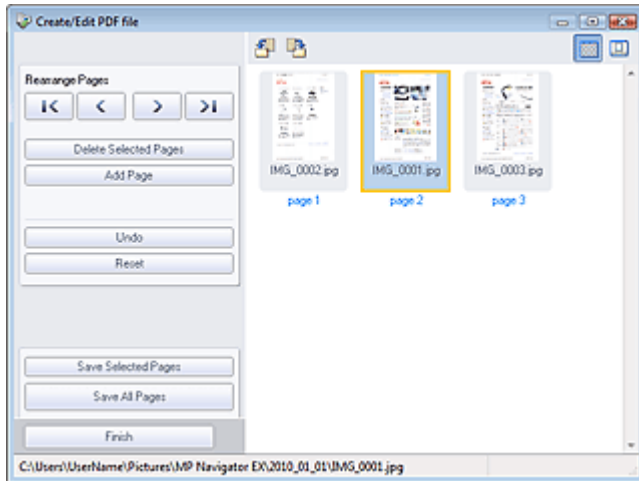 Create/Edit PDF file
Rearrange Pages
Delete Selected Pages
Add Page
Undo
Reset
Save Selected Pages
Save All Pages
Finish
IMG_0002.jpg
IMG_0001.jpg
IMG_0003.jpg
page 1
page 2
page 3
C:\Users\UserName\Pictures\MP Navigator EX\2010_01_01\IMG_0001.jpg